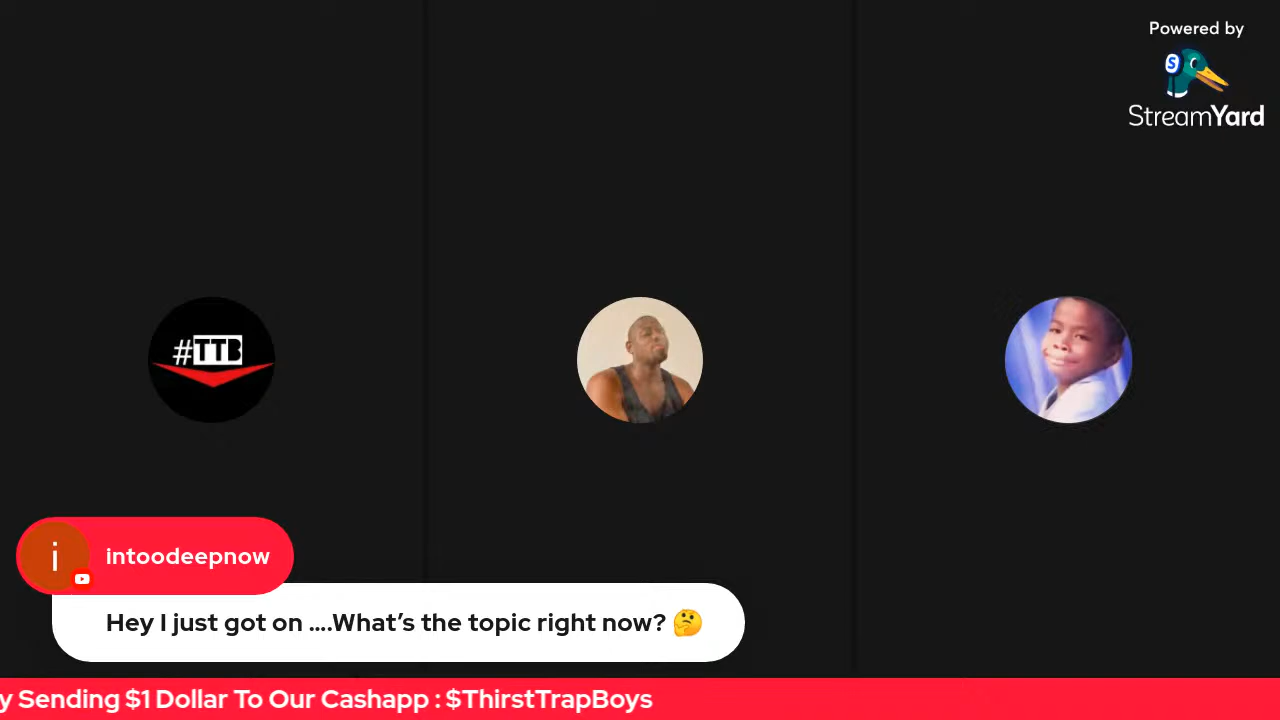 Powered by
S
StreamYard
#TTB
i
intoodeepnow
Hey I just got on ....What's the topic right now? 🤔
y Sending $1 Dollar To Our Cashapp : $ThirstTrapBoys